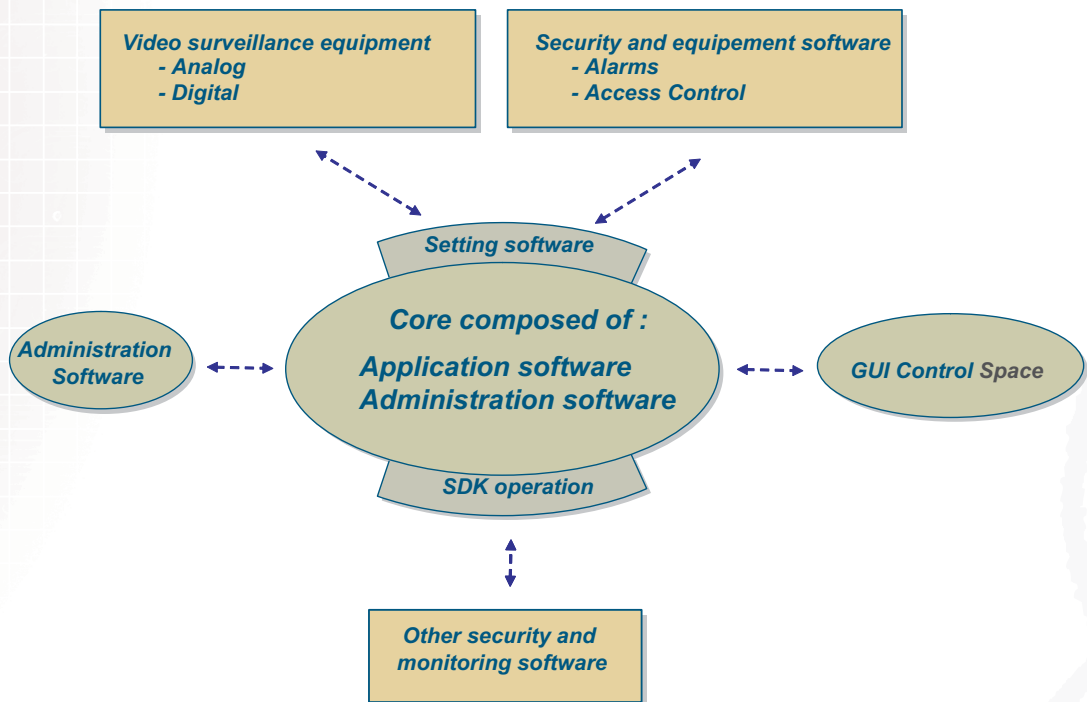 Video surveillance equipment
- Analog
- Digital
Security and equipement software
- Alarms
- Access Control
Setting software
Core composed of :
Application software
Administration software
Administration
Software
GUI Control Space
SDK operation
Other security and
monitoring software